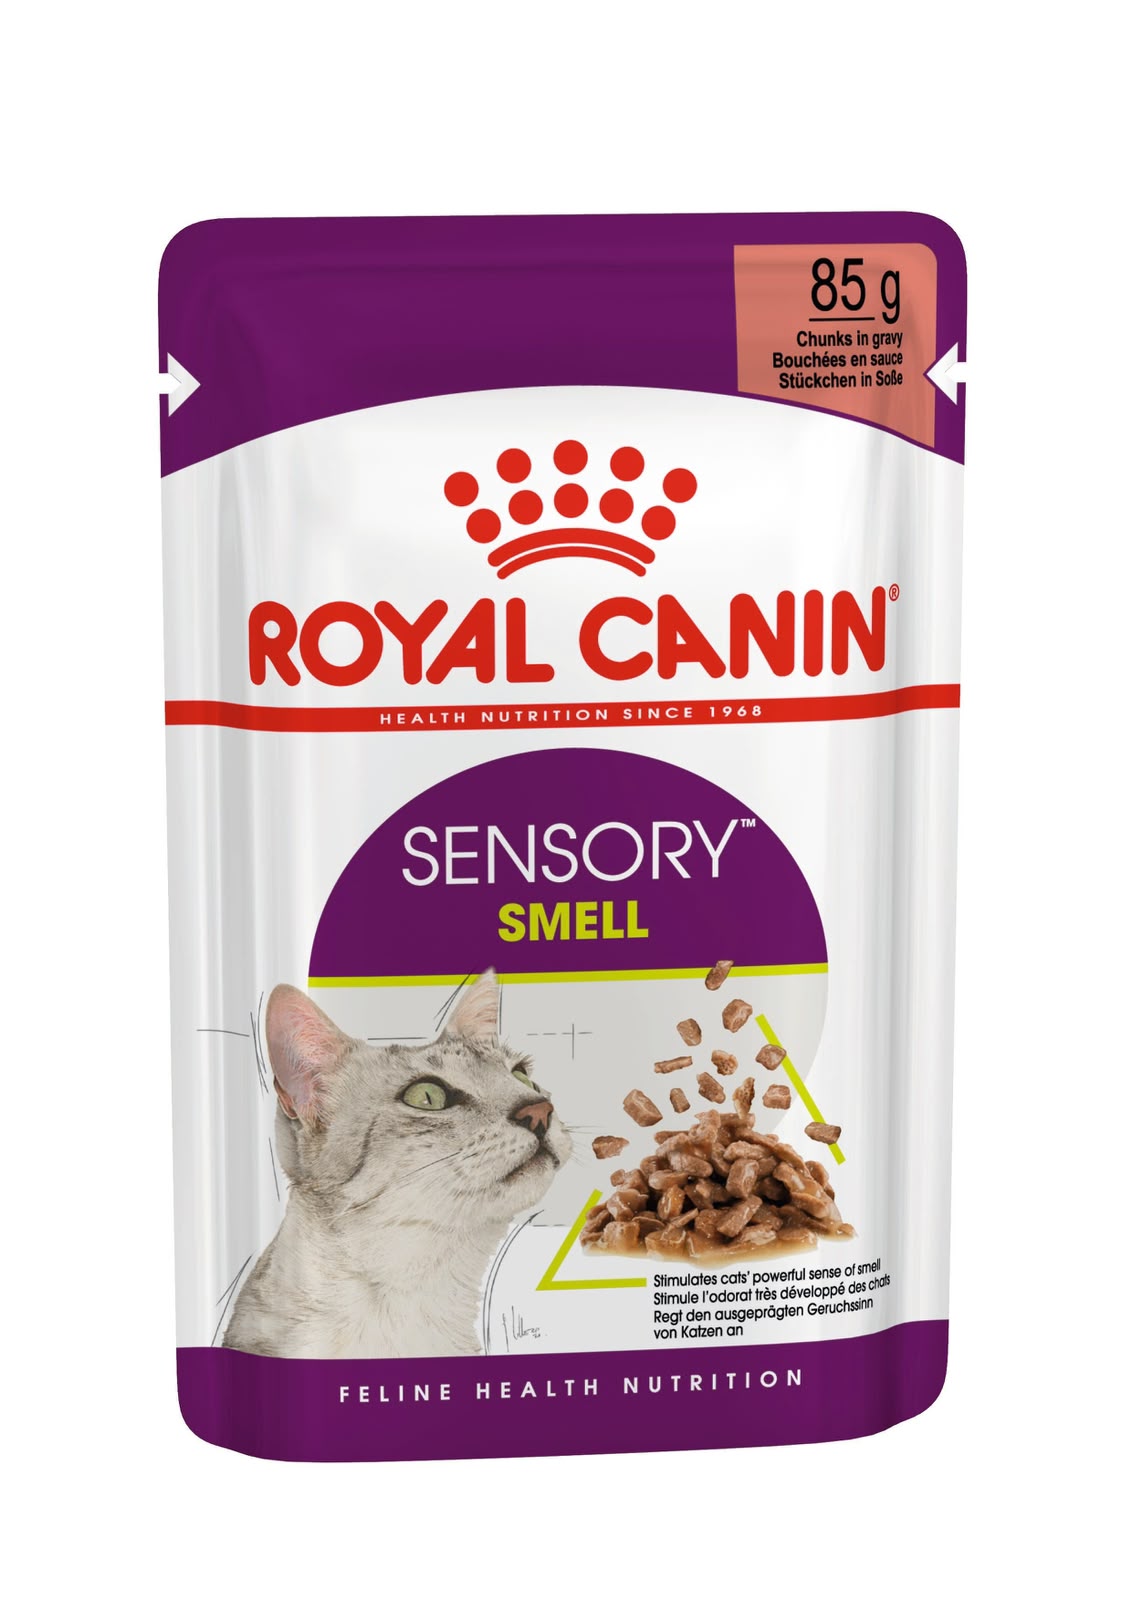 85 g
Chunks in gravy
Bouchées en sauce
Stückchen in Soße
ROYAL CANIN®
HEALTH NUTRITION SINCE 1968
SENSORY™
SMELL
Stimulates cats' powerful sense of smell
Stimule l'odorat très développé des chats
Regt den ausgeprägten Geruchssinn
von Katzen an
FELINE HEALTH NUTRITION